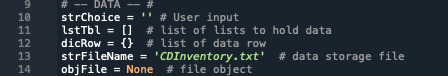 9 # -- DATA -- #
10 strChoice = '' # User input
11 lstTbl = []  # list of lists to hold data
12 dicRow = {}  # list of data row
13 strFileName = 'CDInventory.txt'  # data storage file
14 objFile = None  # file object